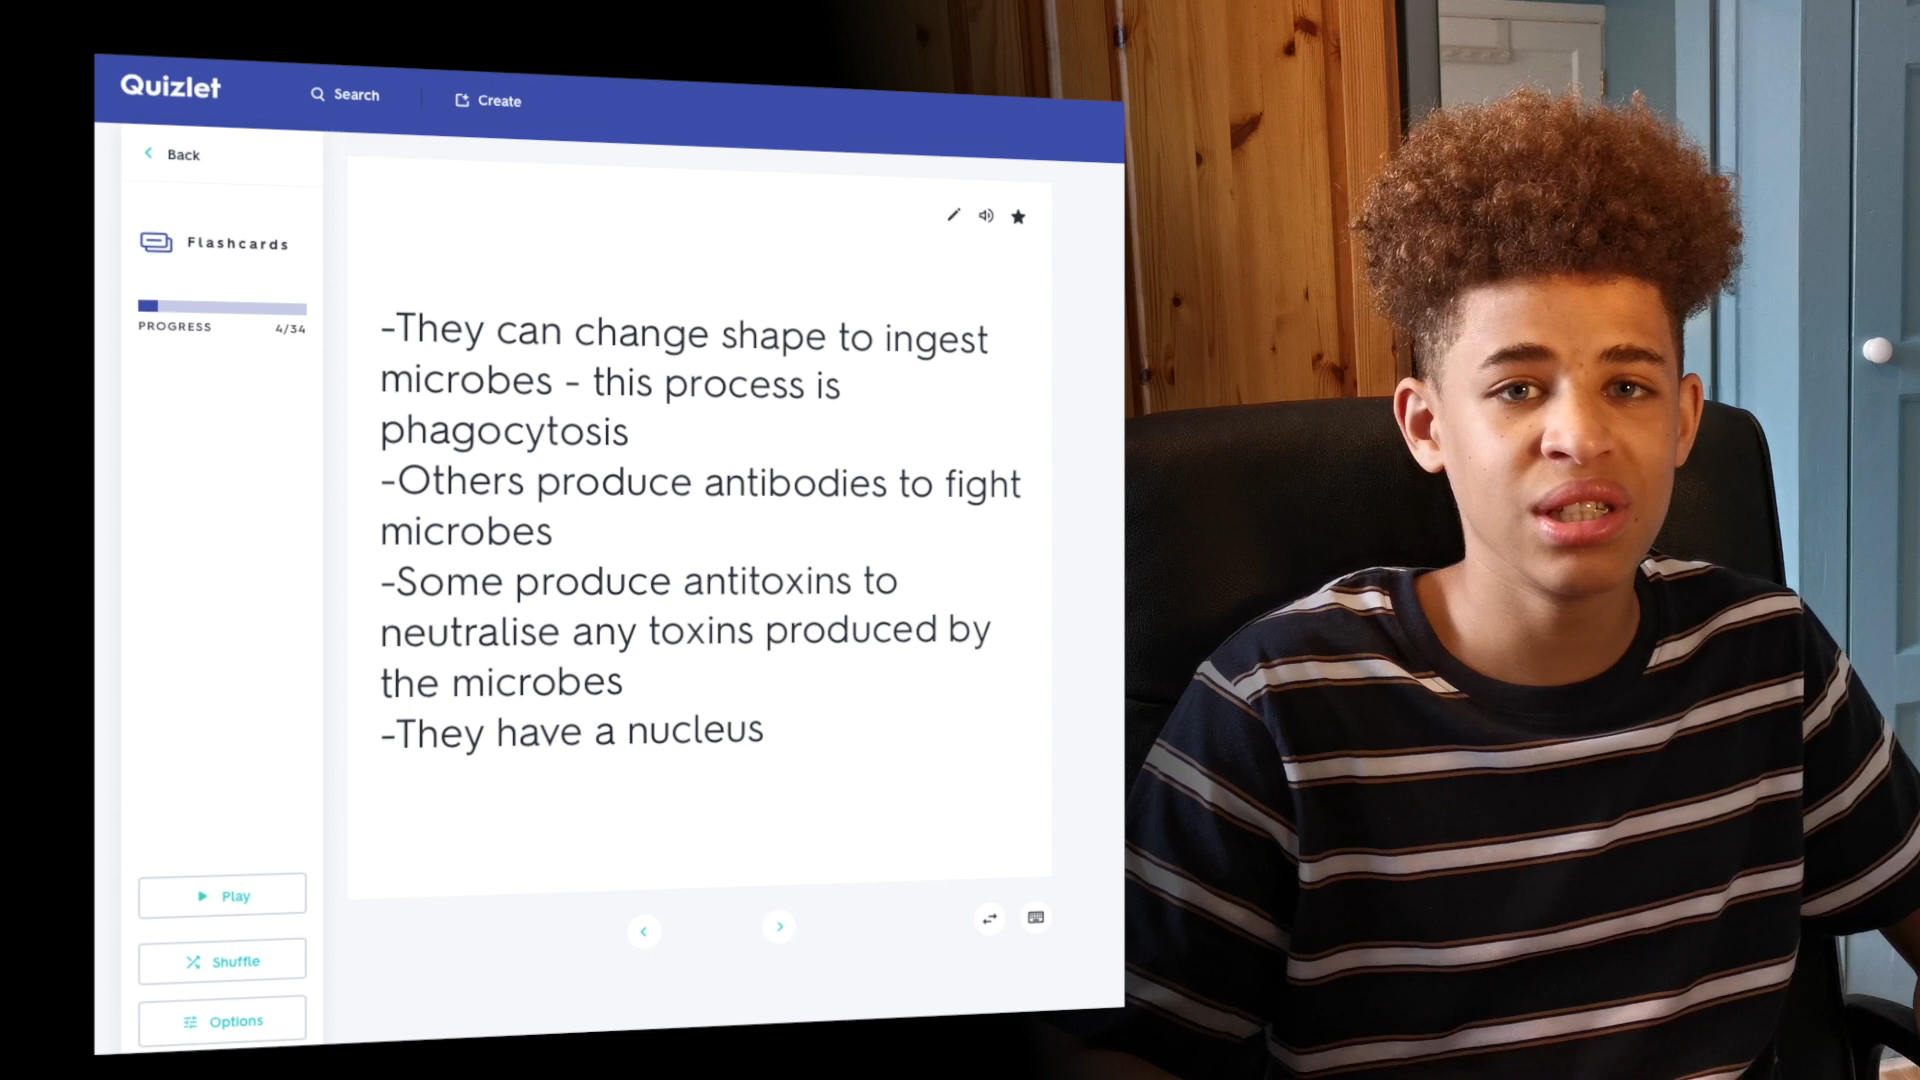 Quizlet
Search
Create
Back
Flashcards
PROGRESS
4/34
-They can change shape to ingest
microbes - this process is
phagocytosis
-Others produce antibodies to fight
microbes
-Some produce antitoxins to
neutralise any toxins produced by
the microbes
-They have a nucleus
Play
Shuffle
Options